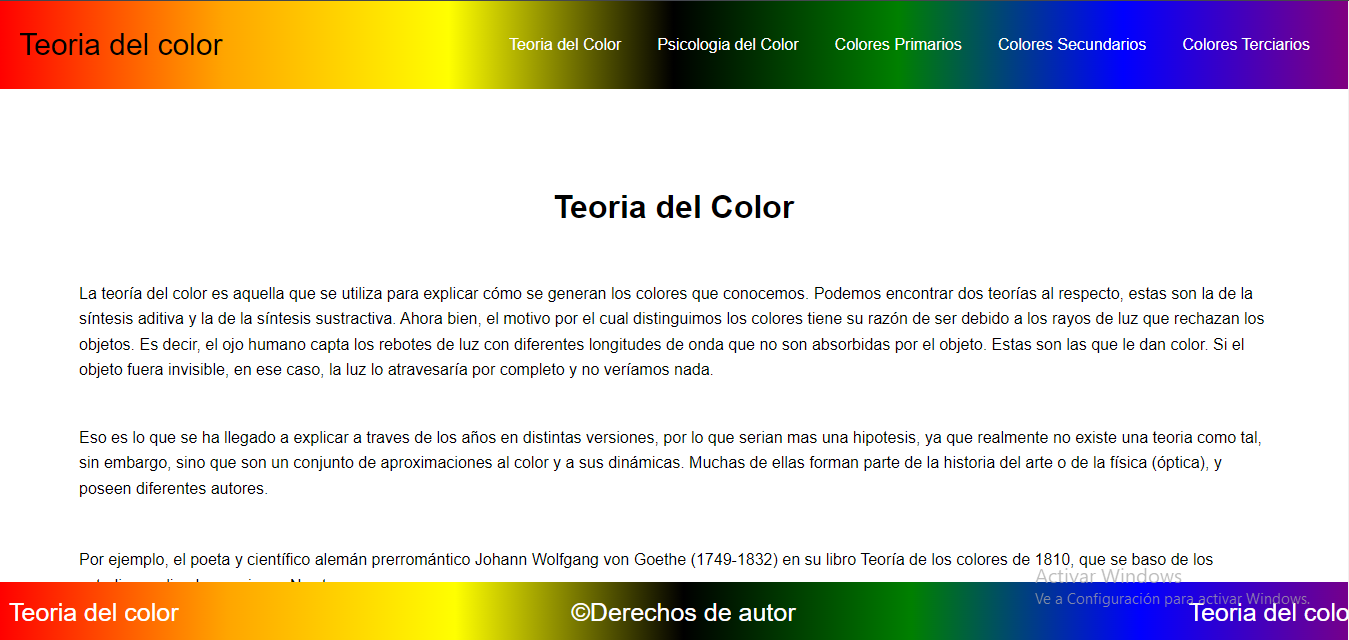 Teoria del color
Teoria del Color Psicologia del Color Colores Primarios Colores Secundarios Colores Terciarios
Teoria del Color
La teoría del color es aquella que se utiliza para explicar cómo se generan los colores que conocemos. Podemos encontrar dos teorías al respecto, estas son la de la
síntesis aditiva y la de la síntesis sustractiva. Ahora bien, el motivo por el cual distinguimos los colores tiene su razón de ser debido a los rayos de luz que rechazan los
objetos. Es decir, el ojo humano capta los rebotes de luz con diferentes longitudes de onda que no son absorbidas por el objeto. Estas son las que le dan color. Si el
objeto fuera invisible, en ese caso, la luz lo atravesaría por completo y no veríamos nada.
Eso es lo que se ha llegado a explicar a traves de los años en distintas versiones, por lo que serian mas una hipotesis, ya que realmente no existe una teoria como tal,
sin embargo, sino que son un conjunto de aproximaciones al color y a sus dinámicas. Muchas de ellas forman parte de la historia del arte o de la física (óptica), y
poseen diferentes autores.
Por ejemplo, el poeta y científico alemán prerromántico Johann Wolfgang von Goethe (1749-1832) en su libro Teoría de los colores de 1810, que se baso de los
Activar Windows
Ve a Configuración para activar Windows.
Teoria del color ©Derechos de autor Teoria del colo